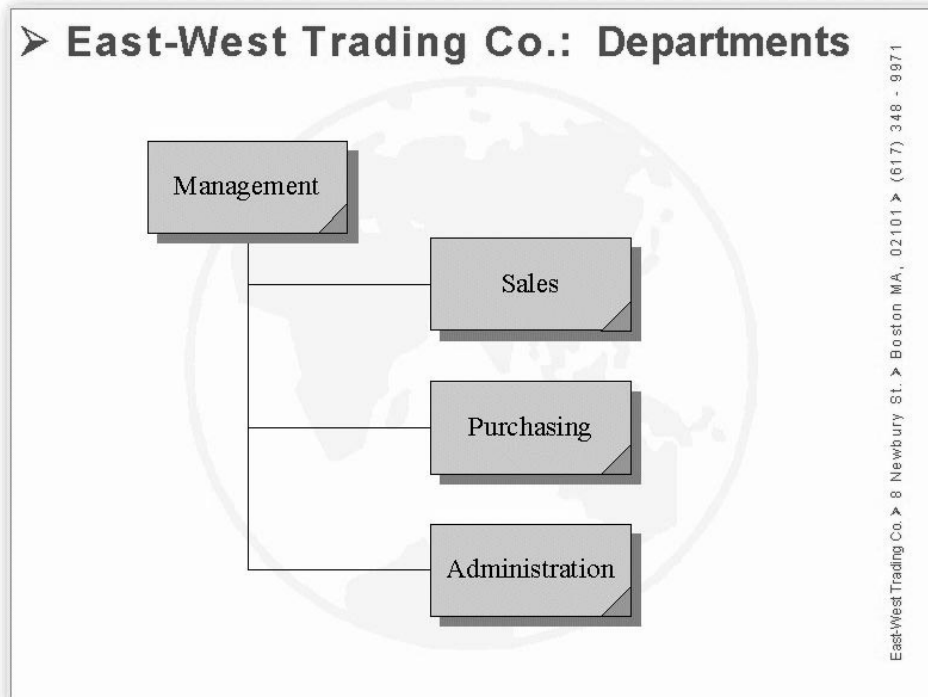 ➤ East-West Trading Co.: Departments
Management
Sales
Purchasing
Administration
East-West Trading Co. ➤ 8 Newbury St. ➤ Boston MA, 02101 ➤ (617) 348 - 9971